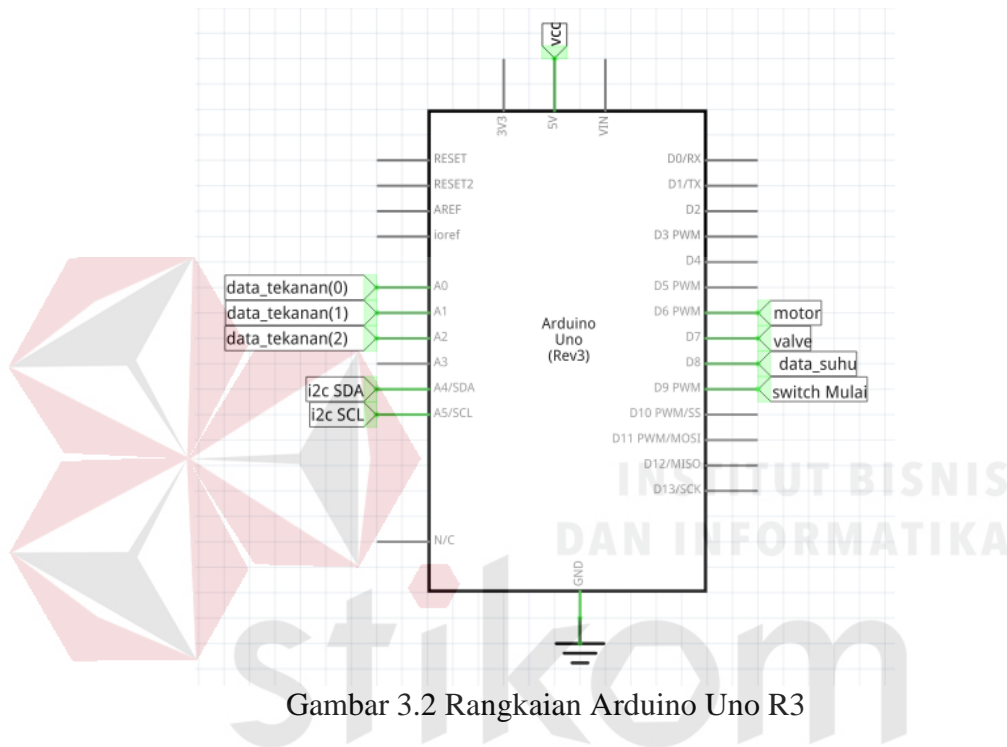 vcc
3V3
5V
VIN
RESET
RESET2
AREF
ioref
data_tekanan(0)
A0
data_tekanan(1)
A1
data_tekanan(2)
A2
A3
i2c SDA
A4/SDA
i2c SCL
A5/SCL
N/C
Arduino
Uno
(Rev3)
D0/RX
D1/TX
D2
D3 PWM
D4
D5 PWM
D6 PWM
motor
D7
valve
D8
data_suhu
D9 PWM
switch Mulai
D10 PWM/SS
D11 PWM/MOSI
D12/MISO
D13/SCK
GND
INSTITUT BISNIS
DAN INFORMATIKA
stikom
Gambar 3.2 Rangkaian Arduino Uno R3